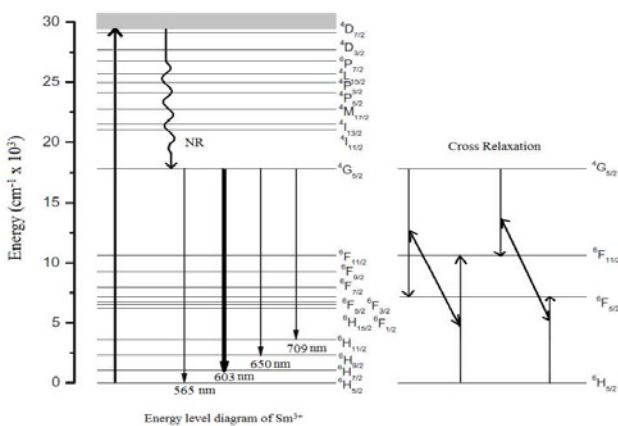 30
25
20
15
10
5
0
Energy (cm⁻¹ x 10³)
⁴D₇/₂
⁴D₃/₂
⁶P₇/₂
⁴L₁₅/₂
⁴P₃/₂
⁴P₅/₂
⁴M₁₇/₂
⁴I₁₃/₂
⁴I₁₁/₂
NR
⁴G₅/₂
⁶F₁₁/₂
⁶F₉/₂
⁶F₇/₂
⁶F₅/₂ ⁶F₃/₂
⁶H₁₅/₂ ⁶F₁/₂
⁶H₁₁/₂
⁶H₉/₂
⁶H₇/₂
⁶H₅/₂
709 nm
650 nm
603 nm
565 nm
Energy level diagram of Sm³⁺
Cross Relaxation
⁴G₅/₂
⁶F₁₁/₂
⁶F₅/₂
⁶H₅/₂